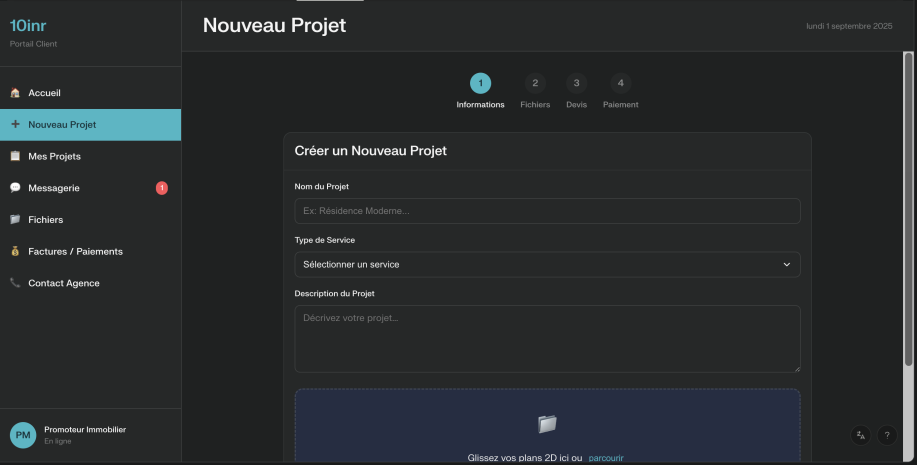 10inr
Portail Client
Accueil
Nouveau Projet
Mes Projets
Messagerie
1
Fichiers
Factures / Paiements
Contact Agence
PM
Promoteur Immobilier
En ligne
Nouveau Projet
lundi 1 septembre 2025
1
2
3
4
Informations
Fichiers
Devis
Paiement
Créer un Nouveau Projet
Nom du Projet
Ex: Résidence Moderne...
Type de Service
Sélectionner un service
Description du Projet
Décrivez votre projet...
Glissez vos plans 2D ici ou parcourir
?